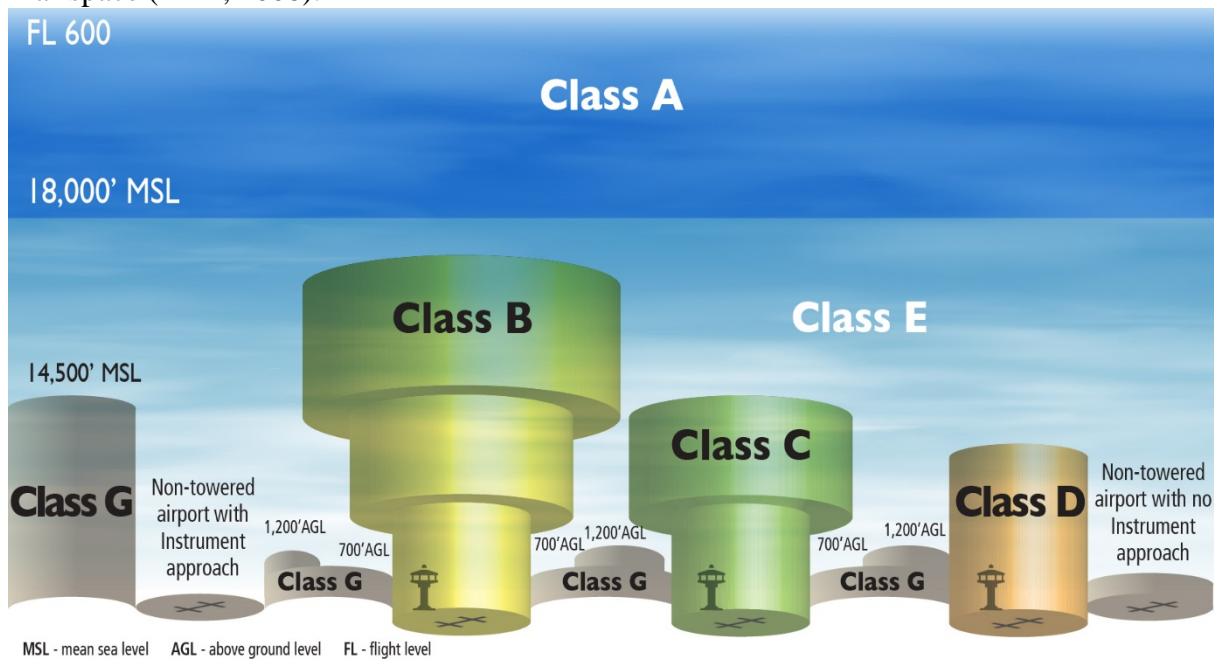 FL 600
Class A
18,000’ MSL
Class B
Class E
14,500’ MSL
Class C
Class G
Non-towered
airport with
Instrument
approach
1,200’AGL
700’AGL
Class G
700’AGL
1,200’AGL
Class G
700’AGL
1,200’AGL
Class G
Class D
Non-towered
airport with no
Instrument
approach
MSL - mean sea level AGL - above ground level FL - flight level